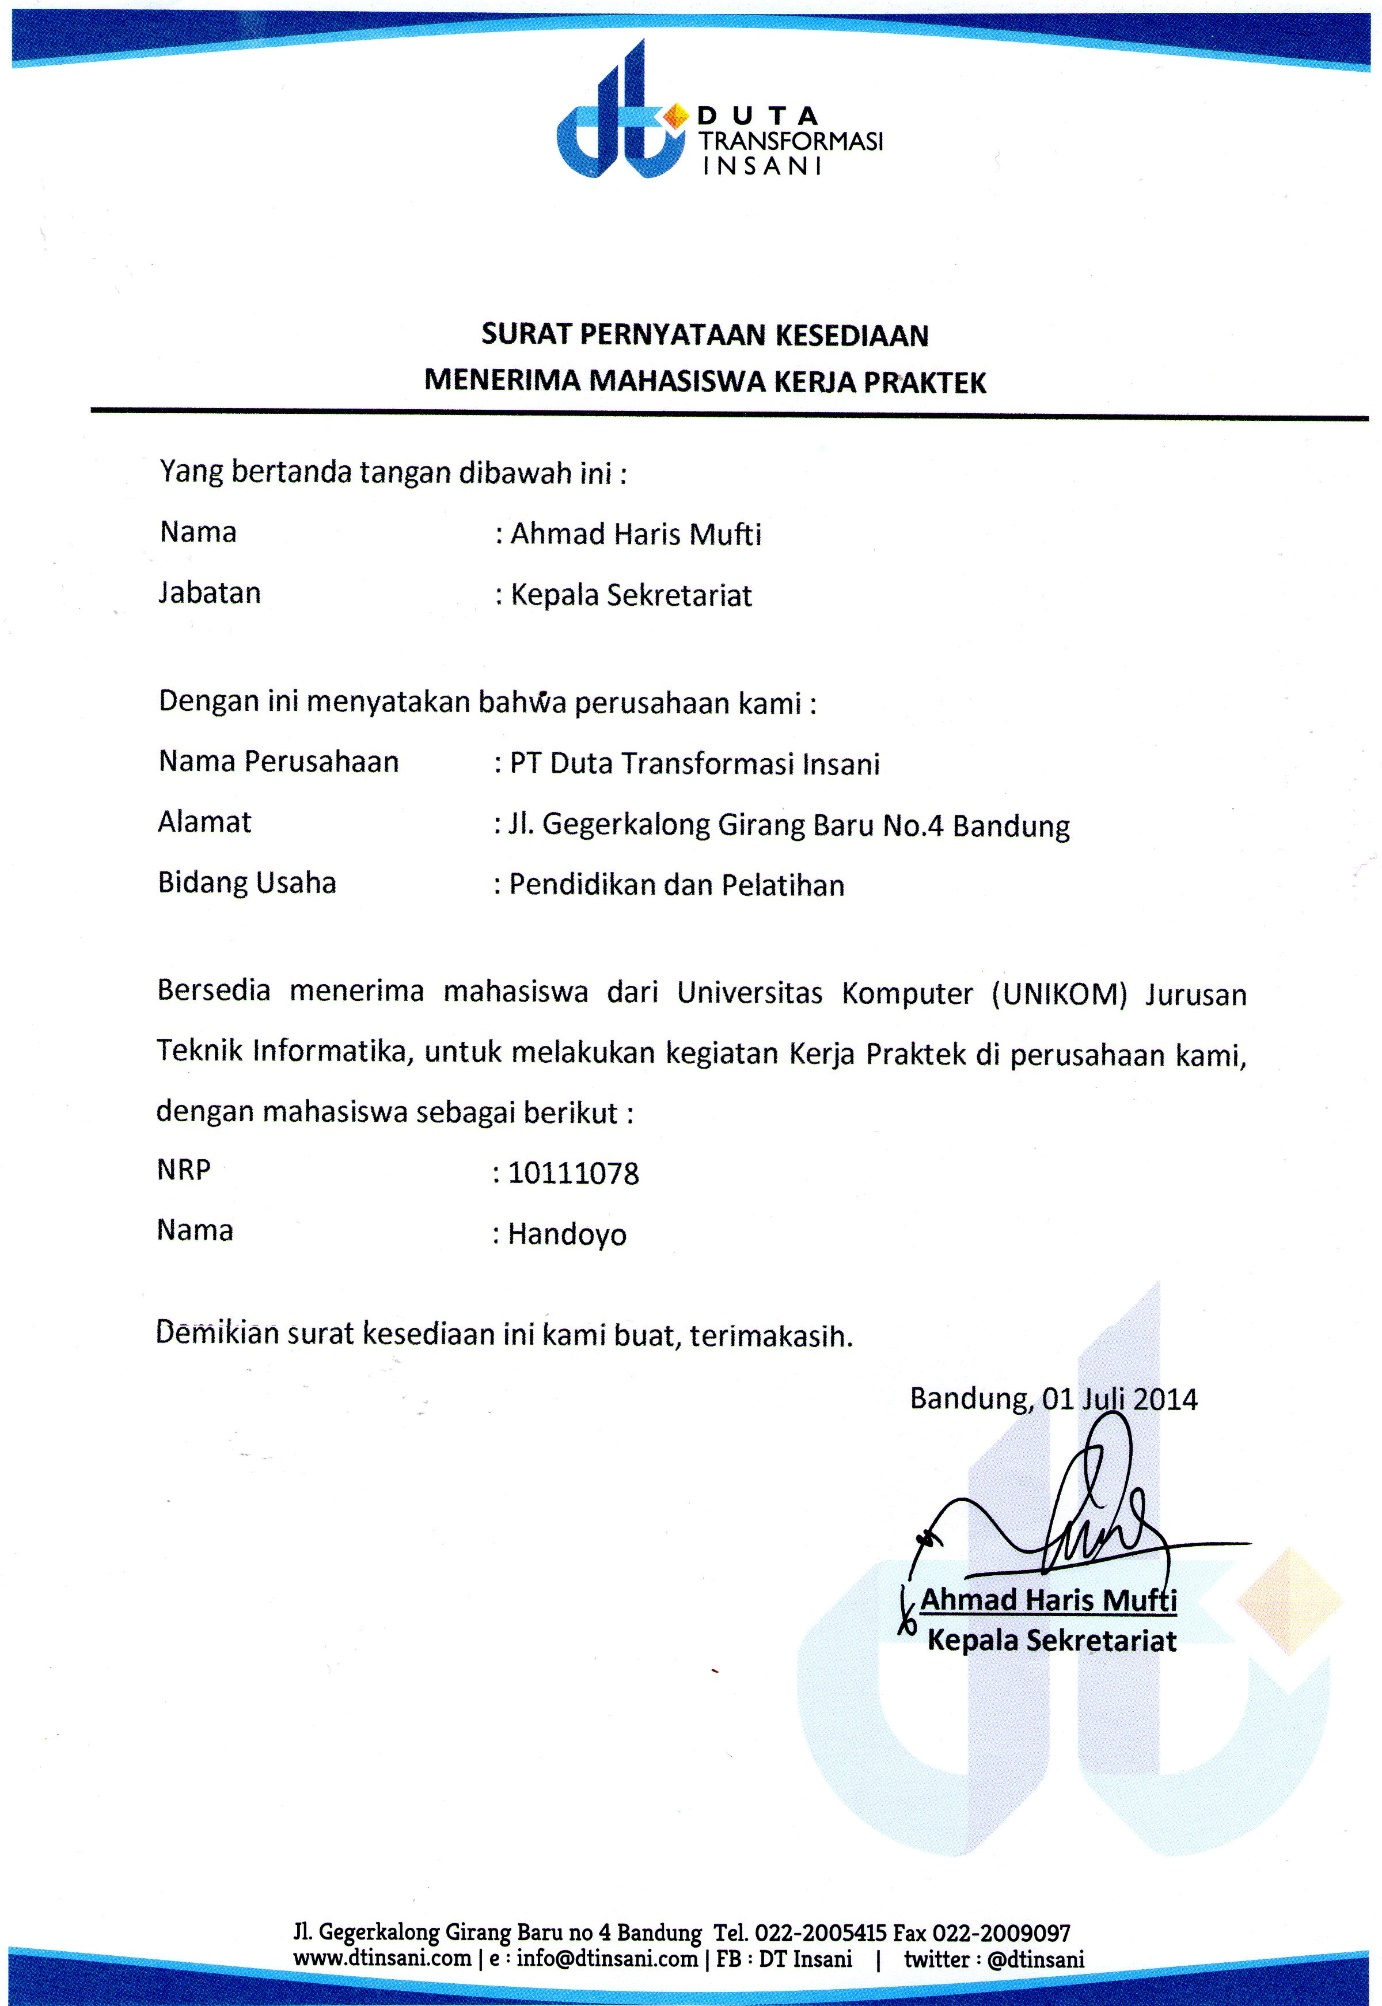 DUTA
TRANSFORMASI
INSANI
SURAT PERNYATAAN KESEDIAAN
MENERIMA MAHASISWA KERJA PRAKTEK
Yang bertanda tangan dibawah ini :
Nama : Ahmad Haris Mufti
Jabatan : Kepala Sekretariat
Dengan ini menyatakan bahwa perusahaan kami :
Nama Perusahaan : PT Duta Transformasi Insani
Alamat : Jl. Gegerkalong Girang Baru No.4 Bandung
Bidang Usaha : Pendidikan dan Pelatihan
Bersedia menerima mahasiswa dari Universitas Komputer (UNIKOM) Jurusan
Teknik Informatika, untuk melakukan kegiatan Kerja Praktek di perusahaan kami,
dengan mahasiswa sebagai berikut :
NRP : 10111078
Nama : Handoyo
Demikian surat kesediaan ini kami buat, terimakasih.
Bandung, 01 Juli 2014
Ahmad Haris Mufti
Kepala Sekretariat
Jl. Gegerkalong Girang Baru no 4 Bandung Tel. 022-2005415 Fax 022-2009097
www.dtinsani.com | e : info@dtinsani.com | FB : DT Insani | twitter : @dtinsani